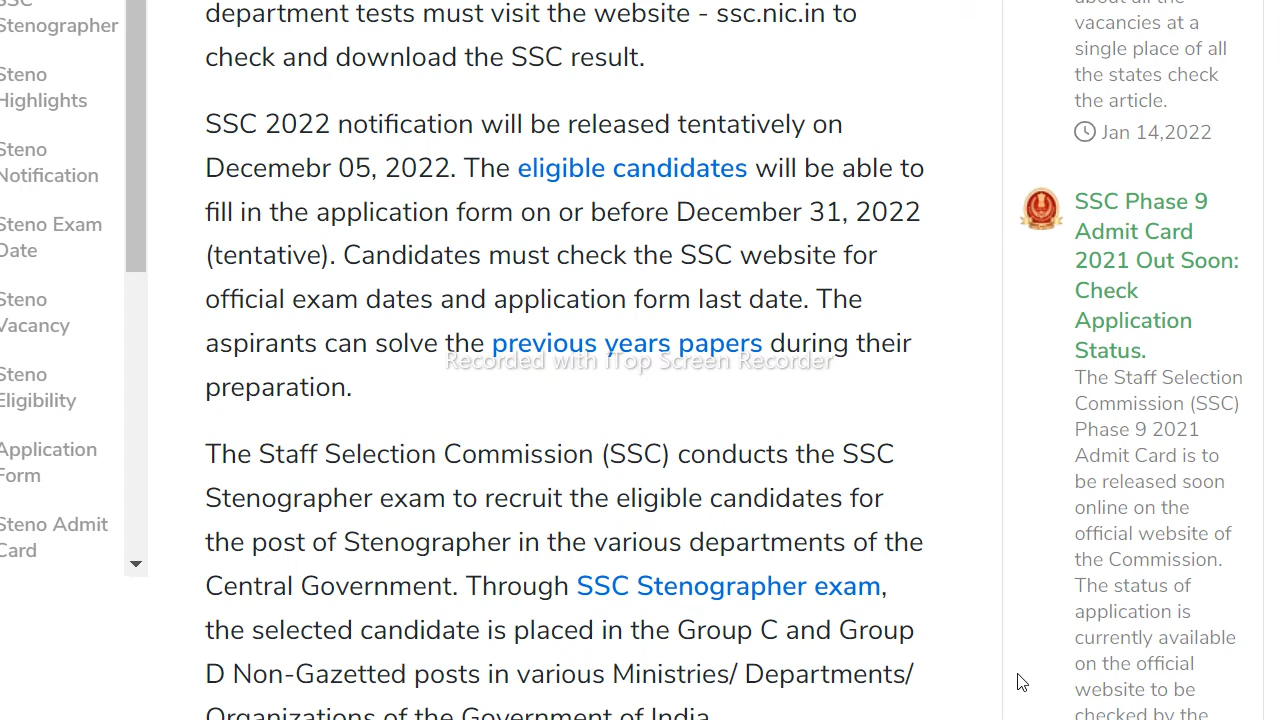 SSC
Stenographer
Steno
Highlights
Steno
Notification
Steno Exam
Date
Steno
Vacancy
Steno
Eligibility
Application
Form
Steno Admit
Card
department tests must visit the website - ssc.nic.in to
check and download the SSC result.
SSC 2022 notification will be released tentatively on
Decemebr 05, 2022. The eligible candidates will be able to
fill in the application form on or before December 31, 2022
(tentative). Candidates must check the SSC website for
official exam dates and application form last date. The
aspirants can solve the previous years papers during their
preparation.
Recorded with iTop Screen Recorder
The Staff Selection Commission (SSC) conducts the SSC
Stenographer exam to recruit the eligible candidates for
the post of Stenographer in the various departments of the
Central Government. Through SSC Stenographer exam,
the selected candidate is placed in the Group C and Group
D Non-Gazetted posts in various Ministries/ Departments/
Organizations of the Government of India.
about all the
vacancies at a
single place of all
the states check
the article.
Jan 14,2022
SSC Phase 9
Admit Card
2021 Out Soon:
Check
Application
Status.
The Staff Selection
Commission (SSC)
Phase 9 2021
Admit Card is to
be released soon
online on the
official website of
the Commission.
The status of
application is
currently available
on the official
website to be
checked by the